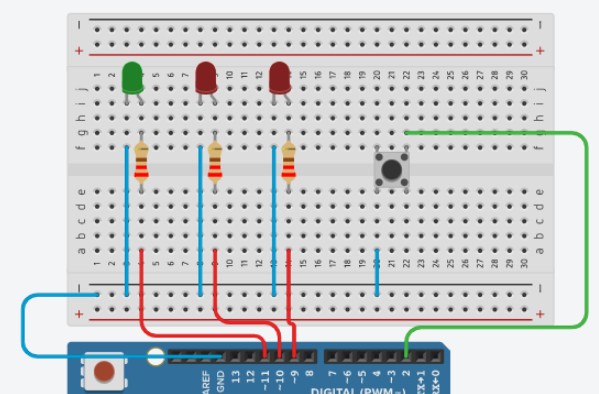 − −
+ +
1 2 3 4 5 6 7 8 9 10 11 12 13 14 15 16 17 18 19 20 21 22 23 24 25 26 27 28 29 30
j j
i i
h h
g g
f f
e e
d d
c c
b b
a a
1 2 3 4 5 6 7 8 9 10 11 12 13 14 15 16 17 18 19 20 21 22 23 24 25 26 27 28 29 30
− −
+ +
AREF GND 13 12 ~11 ~10 ~9 8 7 ~6 ~5 4 ~3 2 TX→1 RX←0
DIGITAL (PWM~)